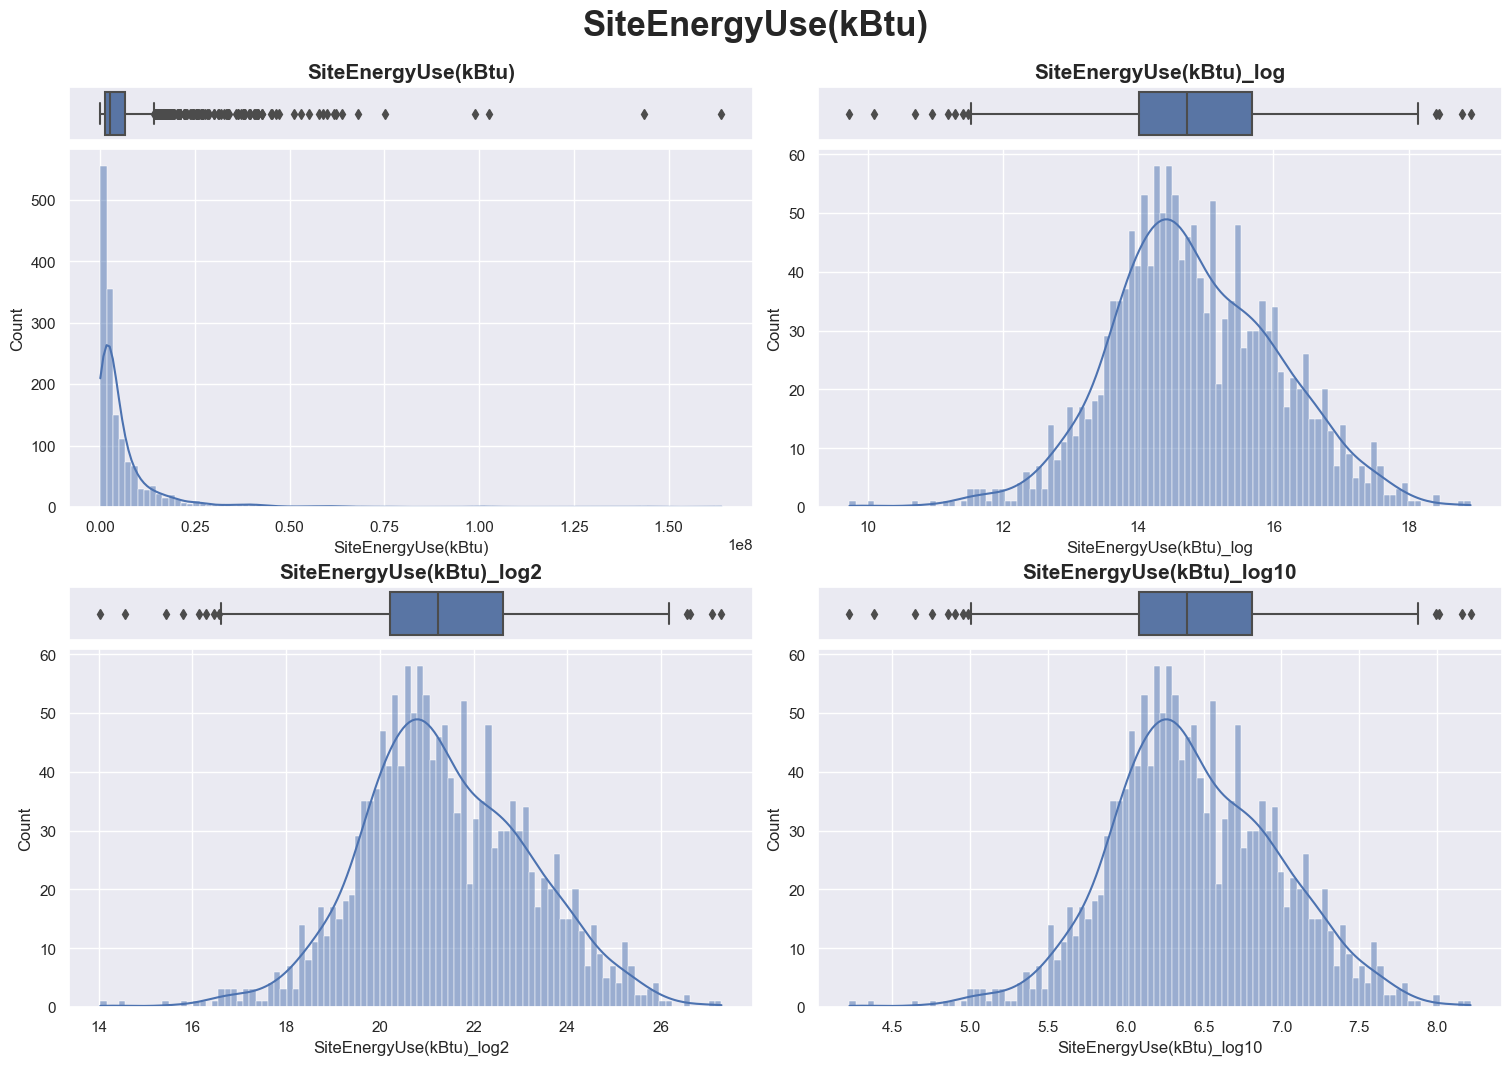 SiteEnergyUse(kBtu)
SiteEnergyUse(kBtu)
500
400
300
200
100
0
Count
0.00 0.25 0.50 0.75 1.00 1.25 1.50
SiteEnergyUse(kBtu)
1e8
SiteEnergyUse(kBtu)_log
60
50
40
30
20
10
0
Count
10 12 14 16 18
SiteEnergyUse(kBtu)_log
SiteEnergyUse(kBtu)_log2
60
50
40
30
20
10
0
Count
14 16 18 20 22 24 26
SiteEnergyUse(kBtu)_log2
SiteEnergyUse(kBtu)_log10
60
50
40
30
20
10
0
Count
4.5 5.0 5.5 6.0 6.5 7.0 7.5 8.0
SiteEnergyUse(kBtu)_log10